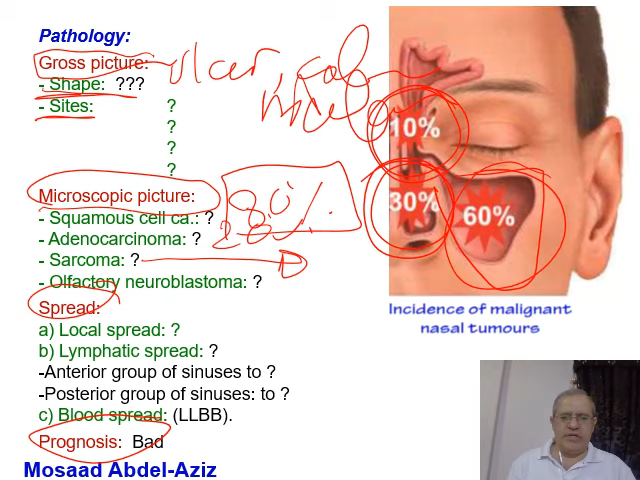 Pathology:
Gross picture:
- Shape: ???
- Sites:
?
?
?
?
Microscopic picture:
- Squamous cell ca.: ?
- Adenocarcinoma: ?
- Sarcoma: ?
- Olfactory neuroblastoma: ?
Spread:
a) Local spread: ?
b) Lymphatic spread: ?
-Anterior group of sinuses to ?
-Posterior group of sinuses: to ?
c) Blood spread: (LLBB).
Prognosis: Bad
Mosaad Abdel-Aziz
ulcer,
80%
10%
30%
60%
Incidence of malignant
nasal tumours